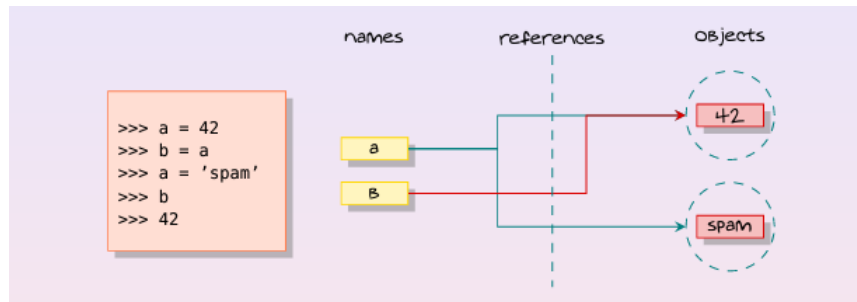 names references objects
>>> a = 42
>>> b = a
>>> a = ’spam’
>>> b
>>> 42
a
B
42
spam